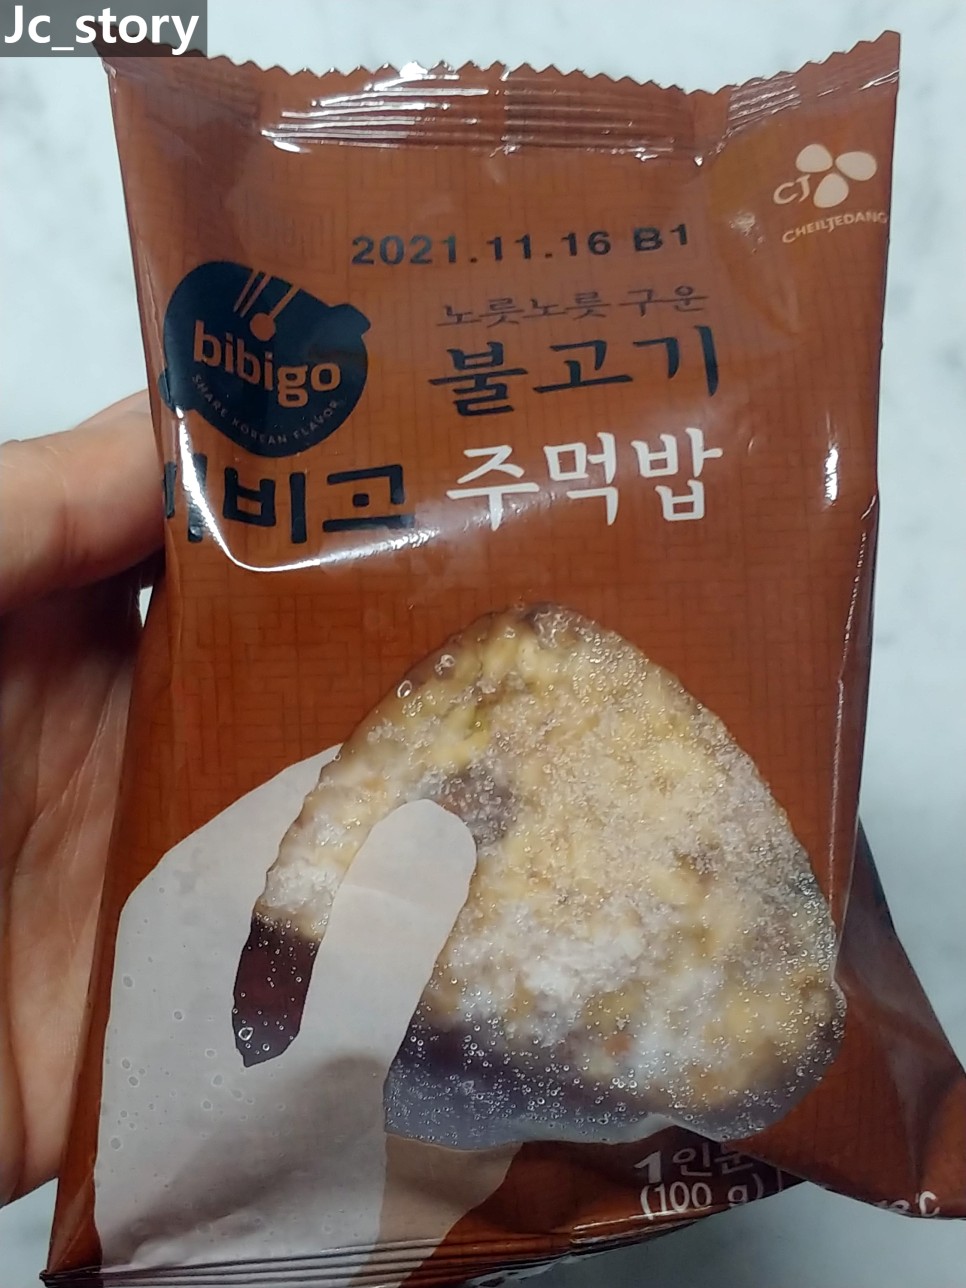 Jc_story
CJ
CHEILJEDANG
2021.11.16 B1
bibigo
SHARE KOREAN FLAVOR
노릇노릇 구운
불고기
비고 주먹밥
1인분
(100 g)